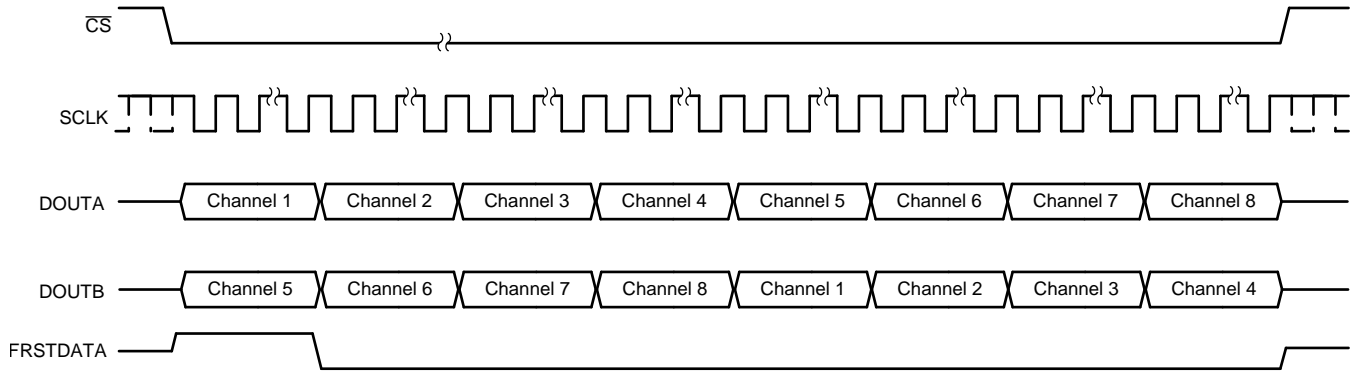 CS
SCLK
DOUTA
Channel 1 Channel 2 Channel 3 Channel 4 Channel 5 Channel 6 Channel 7 Channel 8
DOUTB
Channel 5 Channel 6 Channel 7 Channel 8 Channel 1 Channel 2 Channel 3 Channel 4
FRSTDATA